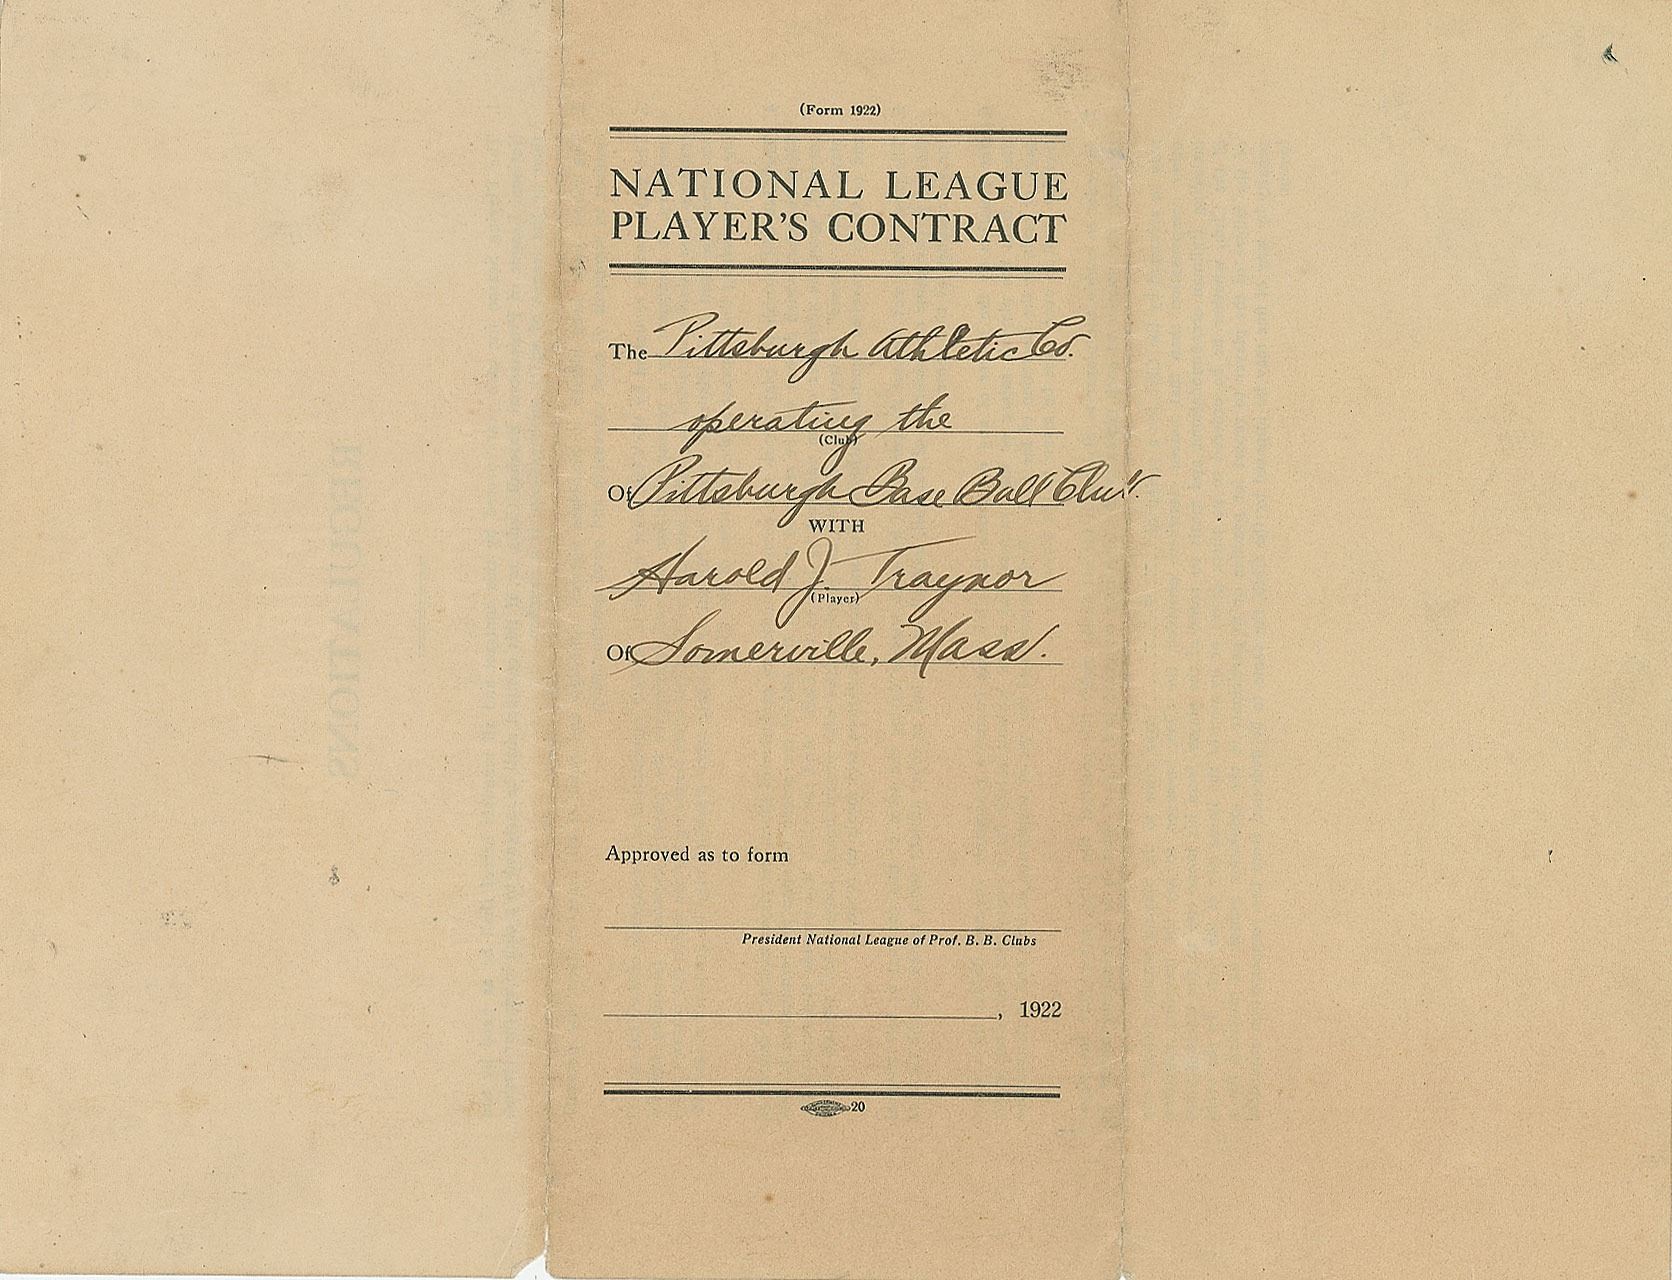 (Form 1922)
NATIONAL LEAGUE
PLAYER'S CONTRACT
The Pittsburgh Athletic Co.
operating the
(Club)
Of Pittsburgh Base Ball Club.
WITH
Harold J. Traynor
(Player)
Of Somerville, Mass.
Approved as to form
President National League of Prof. B. B. Clubs
, 1922
20
REGULATIONS